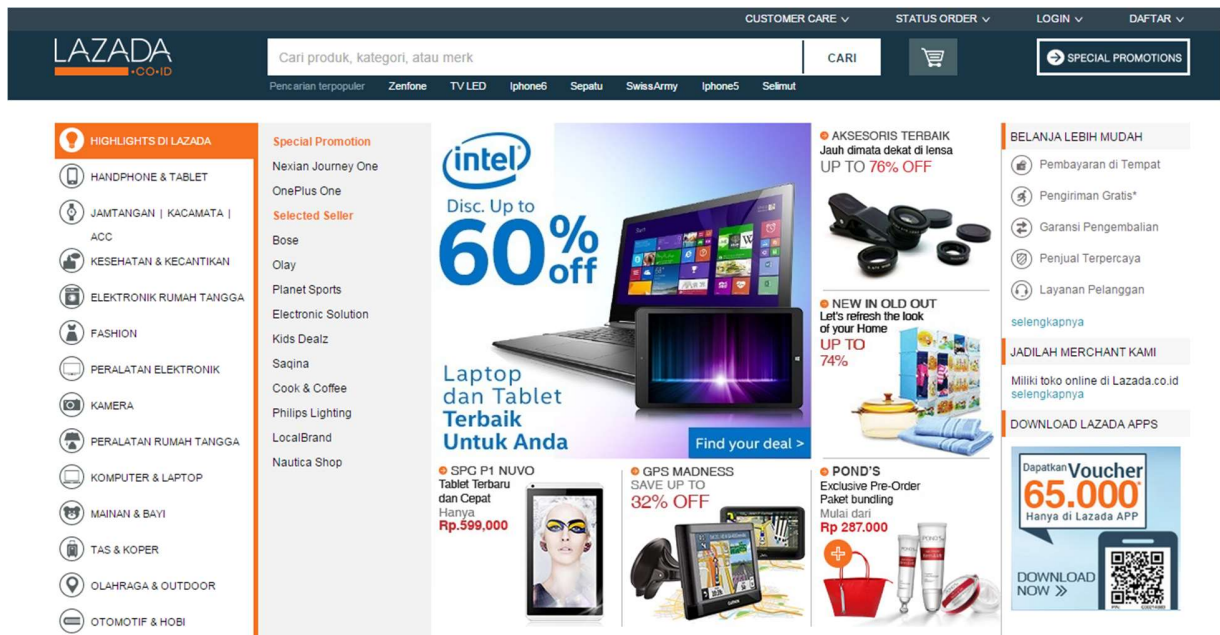 CUSTOMER CARE
STATUS ORDER
LOGIN
DAFTAR
LAZADA
.CO.ID
Cari produk, kategori, atau merk
CARI
SPECIAL PROMOTIONS
Pencarian terpopuler Zenfone TV LED Iphone6 Sepatu SwissArmy Iphone5 Selimut
HIGHLIGHTS DI LAZADA
HANDPHONE & TABLET
JAMTANGAN | KACAMATA |
ACC
KESEHATAN & KECANTIKAN
ELEKTRONIK RUMAH TANGGA
FASHION
PERALATAN ELEKTRONIK
KAMERA
PERALATAN RUMAH TANGGA
KOMPUTER & LAPTOP
MAINAN & BAYI
TAS & KOPER
OLAHRAGA & OUTDOOR
OTOMOTIF & HOBI
Special Promotion
Nexian Journey One
OnePlus One
Selected Seller
Bose
Olay
Planet Sports
Electronic Solution
Kids Dealz
Saqina
Cook & Coffee
Philips Lighting
LocalBrand
Nautica Shop
intel
Disc. Up to
60% off
Laptop
dan Tablet
Terbaik
Untuk Anda
Find your deal >
Start
AKSESORIS TERBAIK
Jauh dimata dekat di lensa
UP TO 76% OFF
NEW IN OLD OUT
Let's refresh the look
of your Home
UP TO
74%
SPC P1 NUVO
Tablet Terbaru
dan Cepat
Hanya
Rp.599,000
GPS MADNESS
SAVE UP TO
32% OFF
GARMIN
POND'S
Exclusive Pre-Order
Paket bundling
Mulai dari
Rp 287.000
POND'S
BELANJA LEBIH MUDAH
Pembayaran di Tempat
Pengiriman Gratis*
Garansi Pengembalian
Penjual Terpercaya
Layanan Pelanggan
selengkapnya
JADILAH MERCHANT KAMI
Miliki toko online di Lazada.co.id
selengkapnya
DOWNLOAD LAZADA APPS
Dapatkan Voucher
65.000*
Hanya di Lazada APP
DOWNLOAD
NOW »